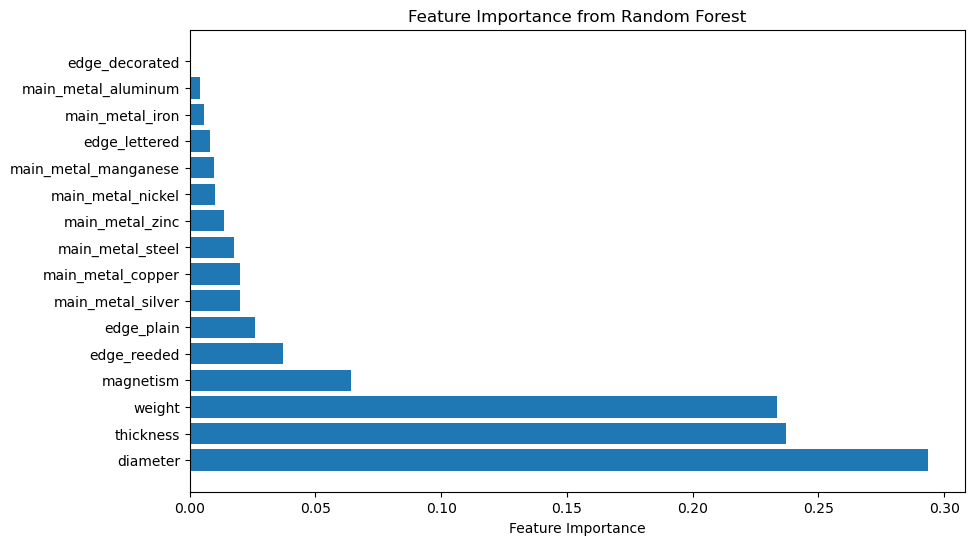 Feature Importance from Random Forest
edge_decorated
main_metal_aluminum
main_metal_iron
edge_lettered
main_metal_manganese
main_metal_nickel
main_metal_zinc
main_metal_steel
main_metal_copper
main_metal_silver
edge_plain
edge_reeded
magnetism
weight
thickness
diameter
0.00 0.05 0.10 0.15 0.20 0.25 0.30
Feature Importance